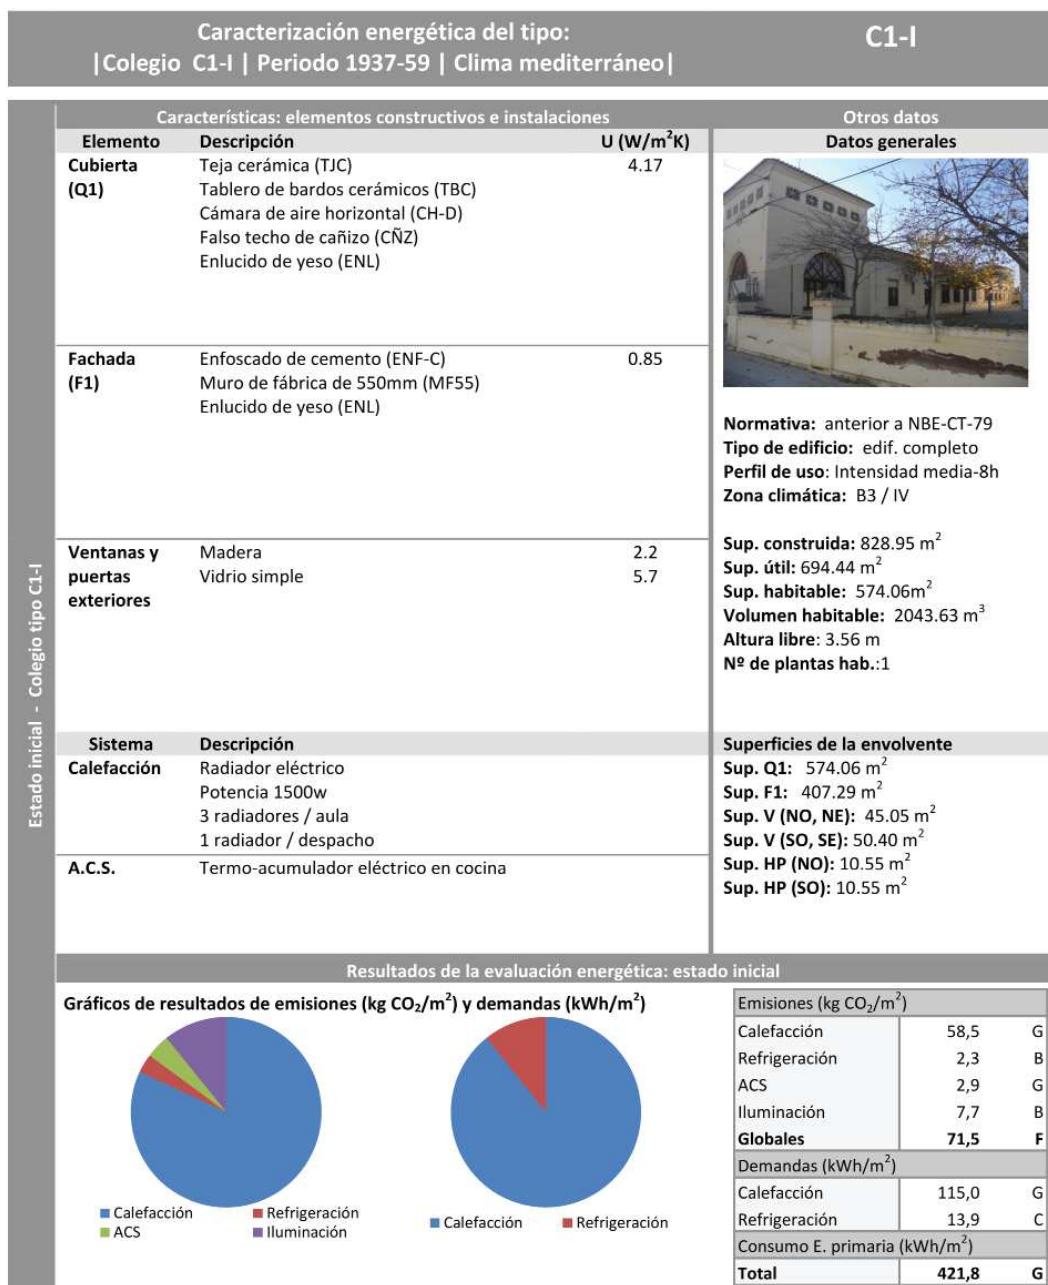 Caracterización energética del tipo:
|Colegio C1-I | Periodo 1937-59 | Clima mediterráneo|
C1-I
Estado inicial - Colegio tipo C1-I
Características: elementos constructivos e instalaciones
Elemento Descripción U (W/m²K)
Cubierta Teja cerámica (TJC) 4.17
(Q1) Tablero de bardos cerámicos (TBC)
Cámara de aire horizontal (CH-D)
Falso techo de cañizo (CÑZ)
Enlucido de yeso (ENL)
Fachada Enfoscado de cemento (ENF-C) 0.85
(F1) Muro de fábrica de 550mm (MF55)
Enlucido de yeso (ENL)
Ventanas y Madera 2.2
puertas Vidrio simple 5.7
exteriores
Sistema Descripción
Calefacción Radiador eléctrico
Potencia 1500w
3 radiadores / aula
1 radiador / despacho
A.C.S. Termo-acumulador eléctrico en cocina
Otros datos
Datos generales
Normativa: anterior a NBE-CT-79
Tipo de edificio: edif. completo
Perfil de uso: Intensidad media-8h
Zona climática: B3 / IV
Sup. construida: 828.95 m²
Sup. útil: 694.44 m²
Sup. habitable: 574.06m²
Volumen habitable: 2043.63 m³
Altura libre: 3.56 m
Nº de plantas hab.:1
Superficies de la envolvente
Sup. Q1: 574.06 m²
Sup. F1: 407.29 m²
Sup. V (NO, NE): 45.05 m²
Sup. V (SO, SE): 50.40 m²
Sup. HP (NO): 10.55 m²
Sup. HP (SO): 10.55 m²
Resultados de la evaluación energética: estado inicial
Gráficos de resultados de emisiones (kg CO₂/m²) y demandas (kWh/m²)
Calefacción Refrigeración
ACS Iluminación
Calefacción Refrigeración
Emisiones (kg CO₂/m²)
Calefacción 58,5 G
Refrigeración 2,3 B
ACS 2,9 G
Iluminación 7,7 B
Globales 71,5 F
Demandas (kWh/m²)
Calefacción 115,0 G
Refrigeración 13,9 C
Consumo E. primaria (kWh/m²)
Total 421,8 G